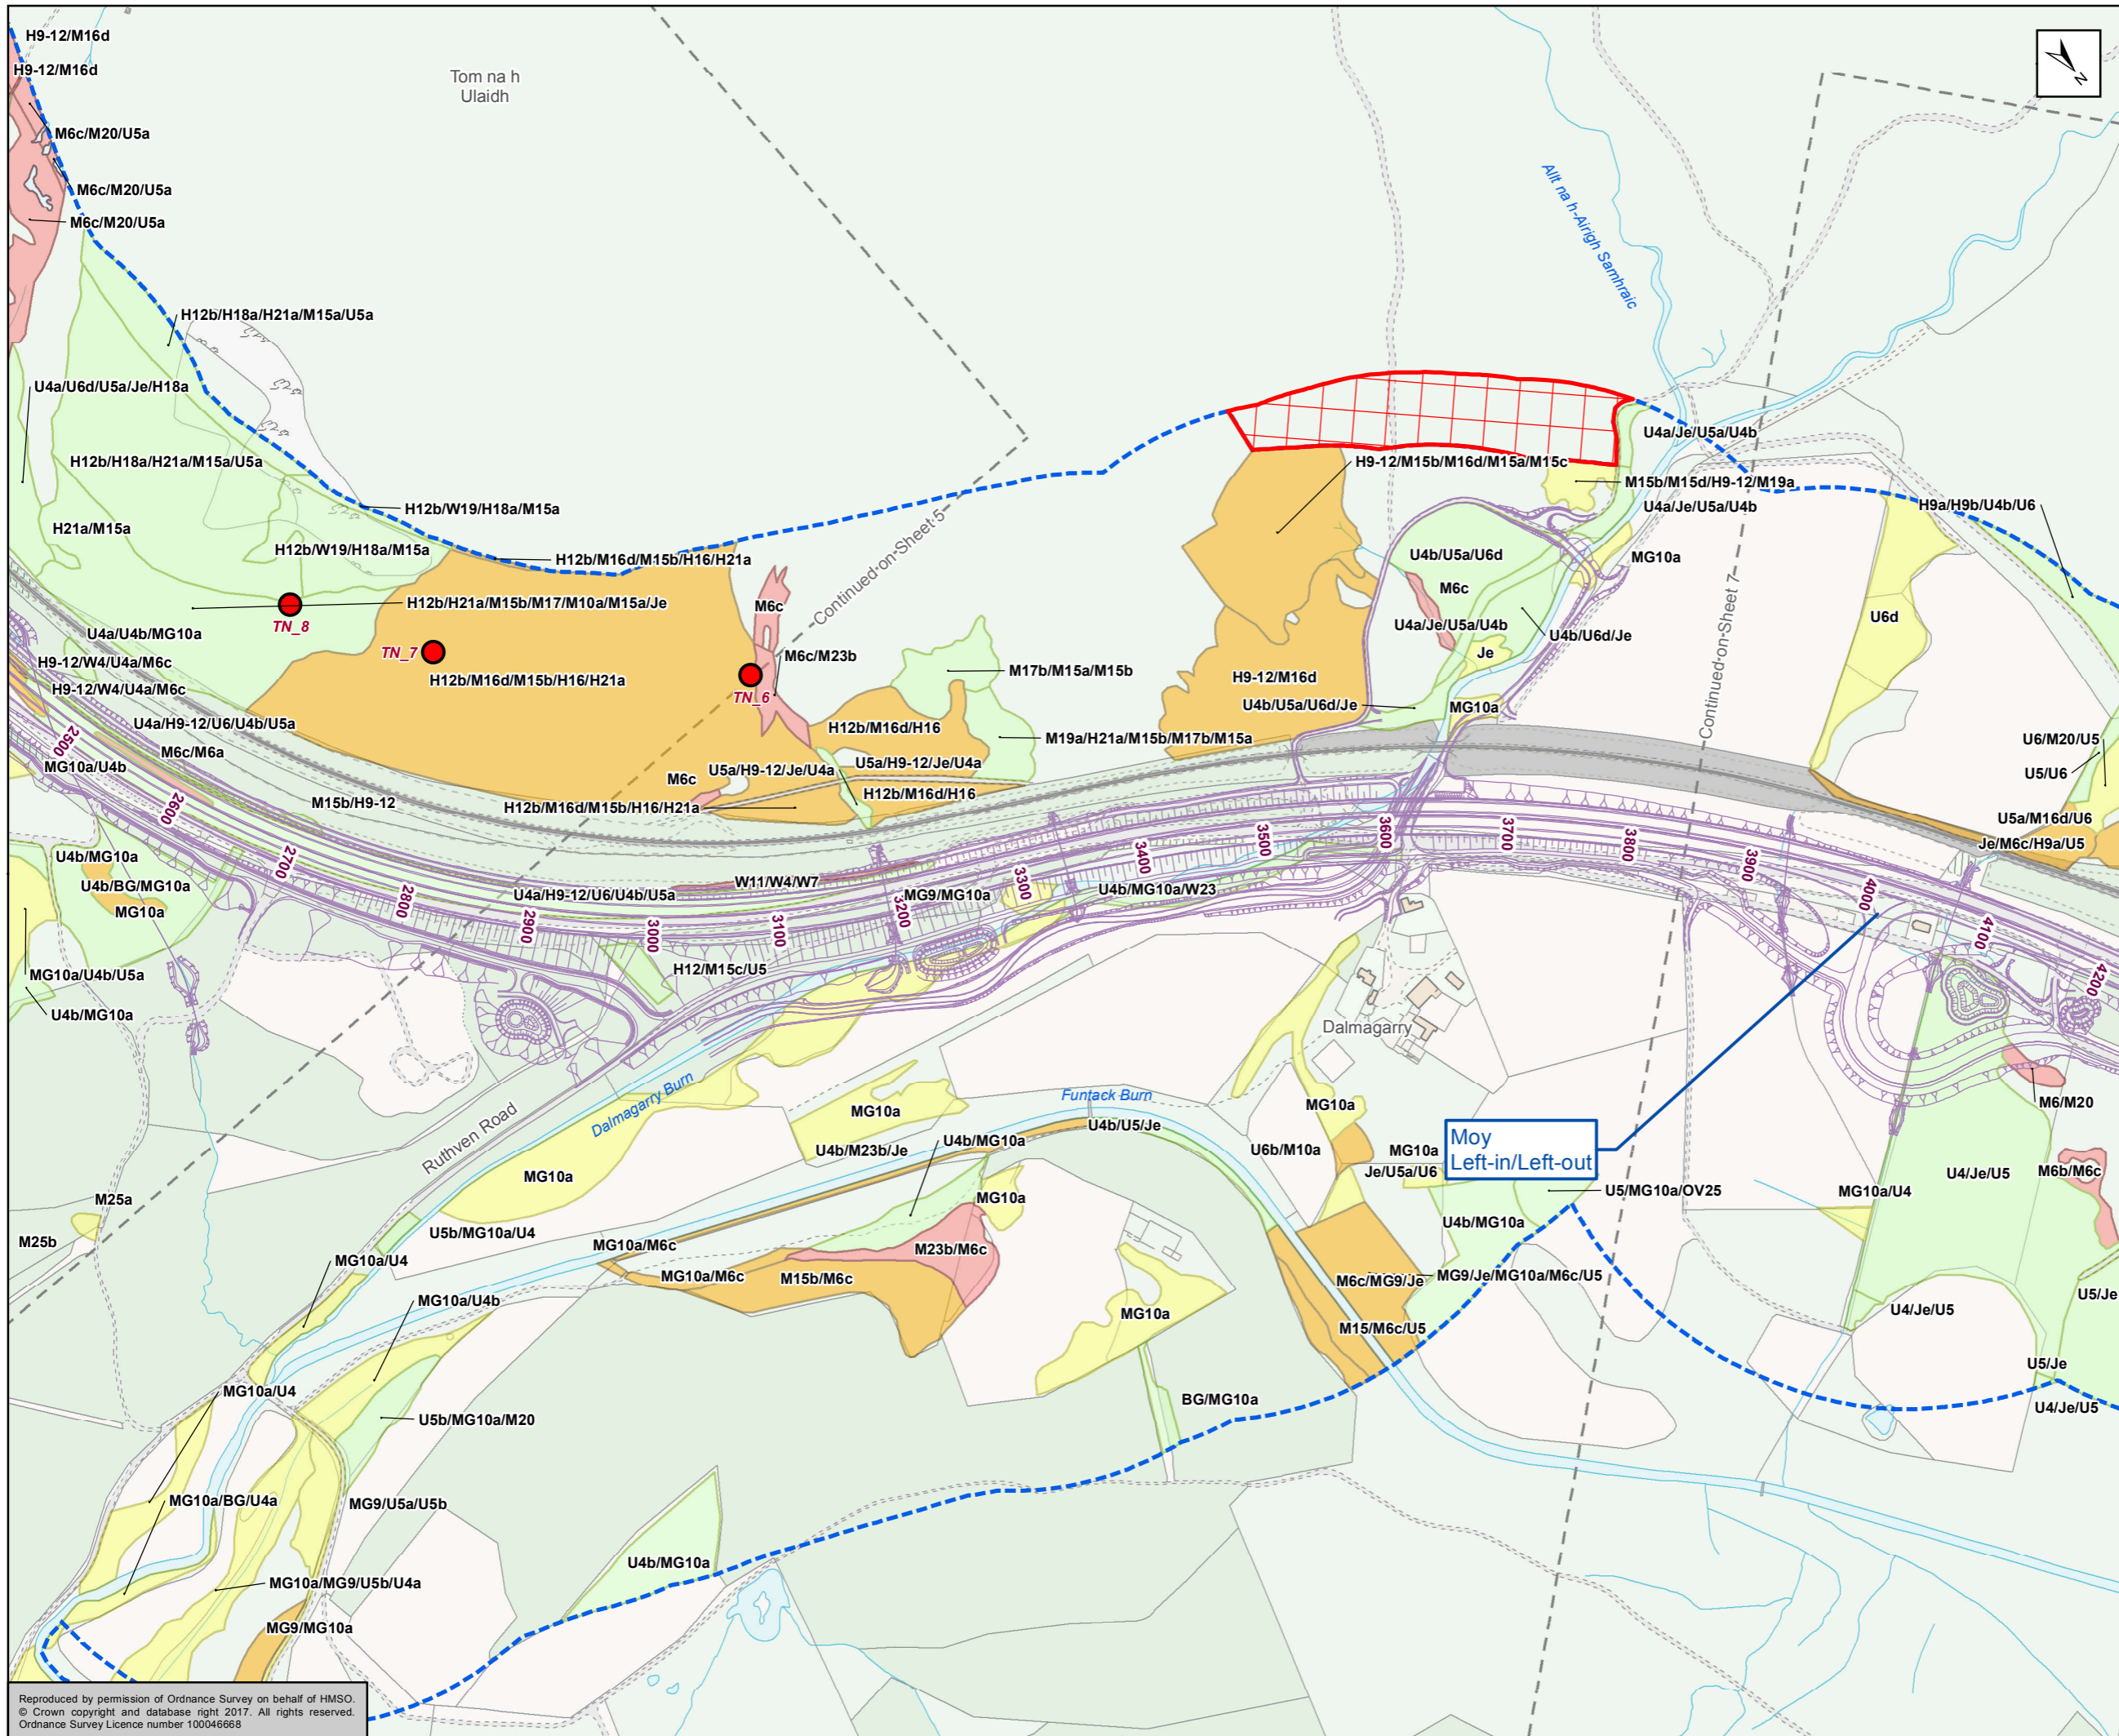 H9-12/M16d
H9-12/M16d
Tom na h
Ulaidh
N
M6c/M20/U5a
M6c/M20/U5a
M6c/M20/U5a
Allt na h-Airigh Samhraic
H12b/H18a/H21a/M15a/U5a
U4a/U6d/U5a/Je/H18a
U4a/Je/U5a/U4b
H12b/H18a/H21a/M15a/U5a
H9-12/M15b/M16d/M15a/M15c
M15b/M15d/H9-12/M19a
H12b/W19/H18a/M15a
U4a/Je/U5a/U4b
H9a/H9b/U4b/U6
H21a/M15a
H12b/W19/H18a/M15a
H12b/M16d/M15b/H16/H21a
Continued-on-Sheet 5
U4b/U5a/U6d
MG10a
M6c
H12b/H21a/M15b/M17/M10a/M15a/Je
M6c
TN_8
U4a/U4b/MG10a
U4a/Je/U5a/U4b
U4b/U6d/Je
U6d
Continued-on-Sheet 7
TN_7
H9-12/W4/U4a/M6c
M6c/M23b
Je
H12b/M16d/M15b/H16/H21a
M17b/M15a/M15b
H9-12/M16d
H9-12/W4/U4a/M6c
TN_6
U4b/U5a/U6d/Je
MG10a
U4a/H9-12/U6/U4b/U5a
H12b/M16d/H16
M19a/H21a/M15b/M17b/M15a
U6/M20/U5
2500
M6c/M6a
MG10a/U4b
U5a/H9-12/Je/U4a
U5a/H9-12/Je/U4a
U5/U6
M6c
H12b/M16d/H16
2600
M15b/H9-12
H12b/M16d/M15b/H16/H21a
U5a/M16d/U6
Je/M6c/H9a/U5
2700
2800
2900
3000
3100
3200
3300
3400
3500
3600
3700
3800
3900
4000
4100
4200
U4b/MG10a
U4b/BG/MG10a
MG10a
U4a/H9-12/U6/U4b/U5a
W11/W4/W7
MG9/MG10a
U4b/MG10a/W23
MG10a/U4b/U5a
H12/M15c/U5
U4b/MG10a
Dalmagarry
Dalmagarry Burn
Funtack Burn
Ruthven Road
MG10a
MG10a
M6/M20
U4b/U5/Je
U4b/MG10a
U4b/M23b/Je
U6b/M10a
MG10a
Moy
Left-in/Left-out
Je/U5a/U6
MG10a
MG10a
U5/MG10a/OV25
MG10a/U4
U4/Je/U5
M6b/M6c
M25a
U5b/MG10a/U4
U4b/MG10a
M25b
MG10a/M6c
M23b/M6c
MG10a/U4
MG10a/M6c
M15b/M6c
M6c/MG9/Je
MG9/Je/MG10a/M6c/U5
MG10a/U4b
MG10a
M15/M6c/U5
U4/Je/U5
U5/Je
MG10a/U4
U5b/MG10a/M20
BG/MG10a
U5/Je
U4/Je/U5
MG10a/BG/U4a
MG9/U5a/U5b
U4b/MG10a
MG10a/MG9/U5b/U4a
MG9/MG10a
Reproduced by permission of Ordnance Survey on behalf of HMSO.
© Crown copyright and database right 2017. All rights reserved.
Ordnance Survey Licence number 100046668